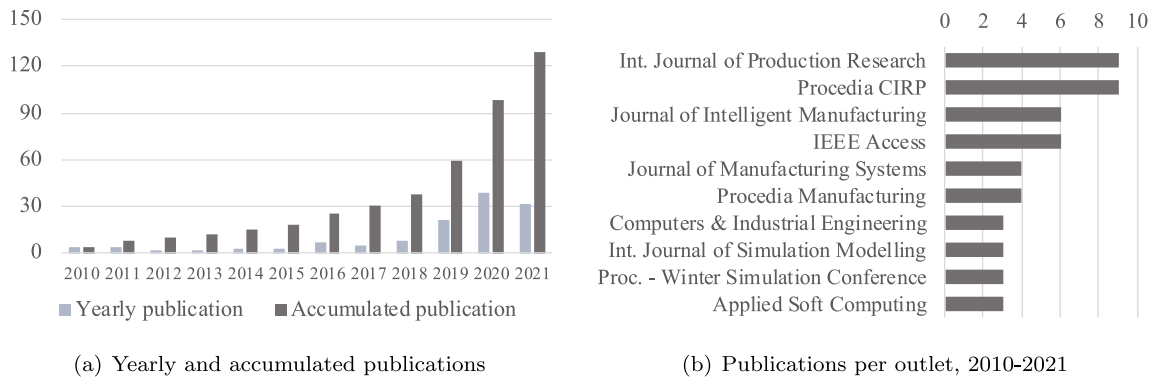 150
120
90
60
30
0
2010 2011 2012 2013 2014 2015 2016 2017 2018 2019 2020 2021
Yearly publication Accumulated publication
(a) Yearly and accumulated publications
0 2 4 6 8 10
Int. Journal of Production Research
Procedia CIRP
Journal of Intelligent Manufacturing
IEEE Access
Journal of Manufacturing Systems
Procedia Manufacturing
Computers & Industrial Engineering
Int. Journal of Simulation Modelling
Proc. - Winter Simulation Conference
Applied Soft Computing
(b) Publications per outlet, 2010-2021